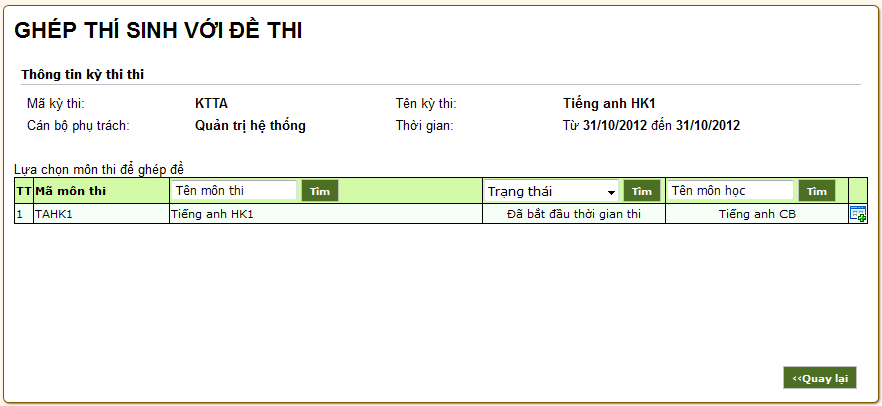 GHÉP THÍ SINH VỚI ĐỀ THI
Thông tin kỳ thi thi
Mã kỳ thi: KTTA Tên kỳ thi: Tiếng anh HK1
Cán bộ phụ trách: Quản trị hệ thống Thời gian: Từ 31/10/2012 đến 31/10/2012
Lựa chọn môn thi để ghép đề
TT Mã môn thi Tên môn thi Tìm Trạng thái Tìm Tên môn học Tìm
1 TAHK1 Tiếng anh HK1 Đã bắt đầu thời gian thi Tiếng anh CB
<<Quay lại